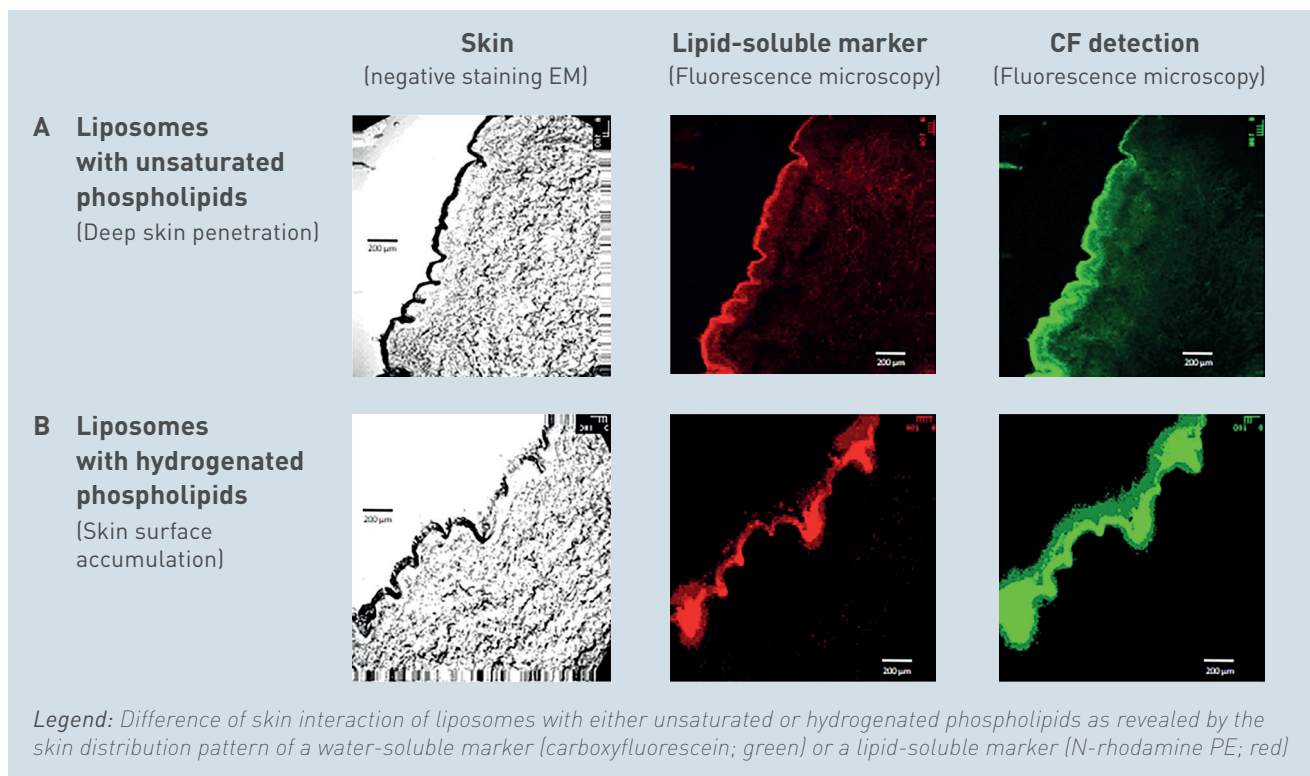 Skin
(negative staining EM)
Lipid-soluble marker
(Fluorescence microscopy)
CF detection
(Fluorescence microscopy)
A Liposomes
with unsaturated
phospholipids
(Deep skin penetration)
200 µm
200 µm
200 µm
B Liposomes
with hydrogenated
phospholipids
(Skin surface
accumulation)
200 µm
200 µm
200 µm
Legend: Difference of skin interaction of liposomes with either unsaturated or hydrogenated phospholipids as revealed by the
skin distribution pattern of a water-soluble marker (carboxyfluorescein; green) or a lipid-soluble marker (N-rhodamine PE; red)